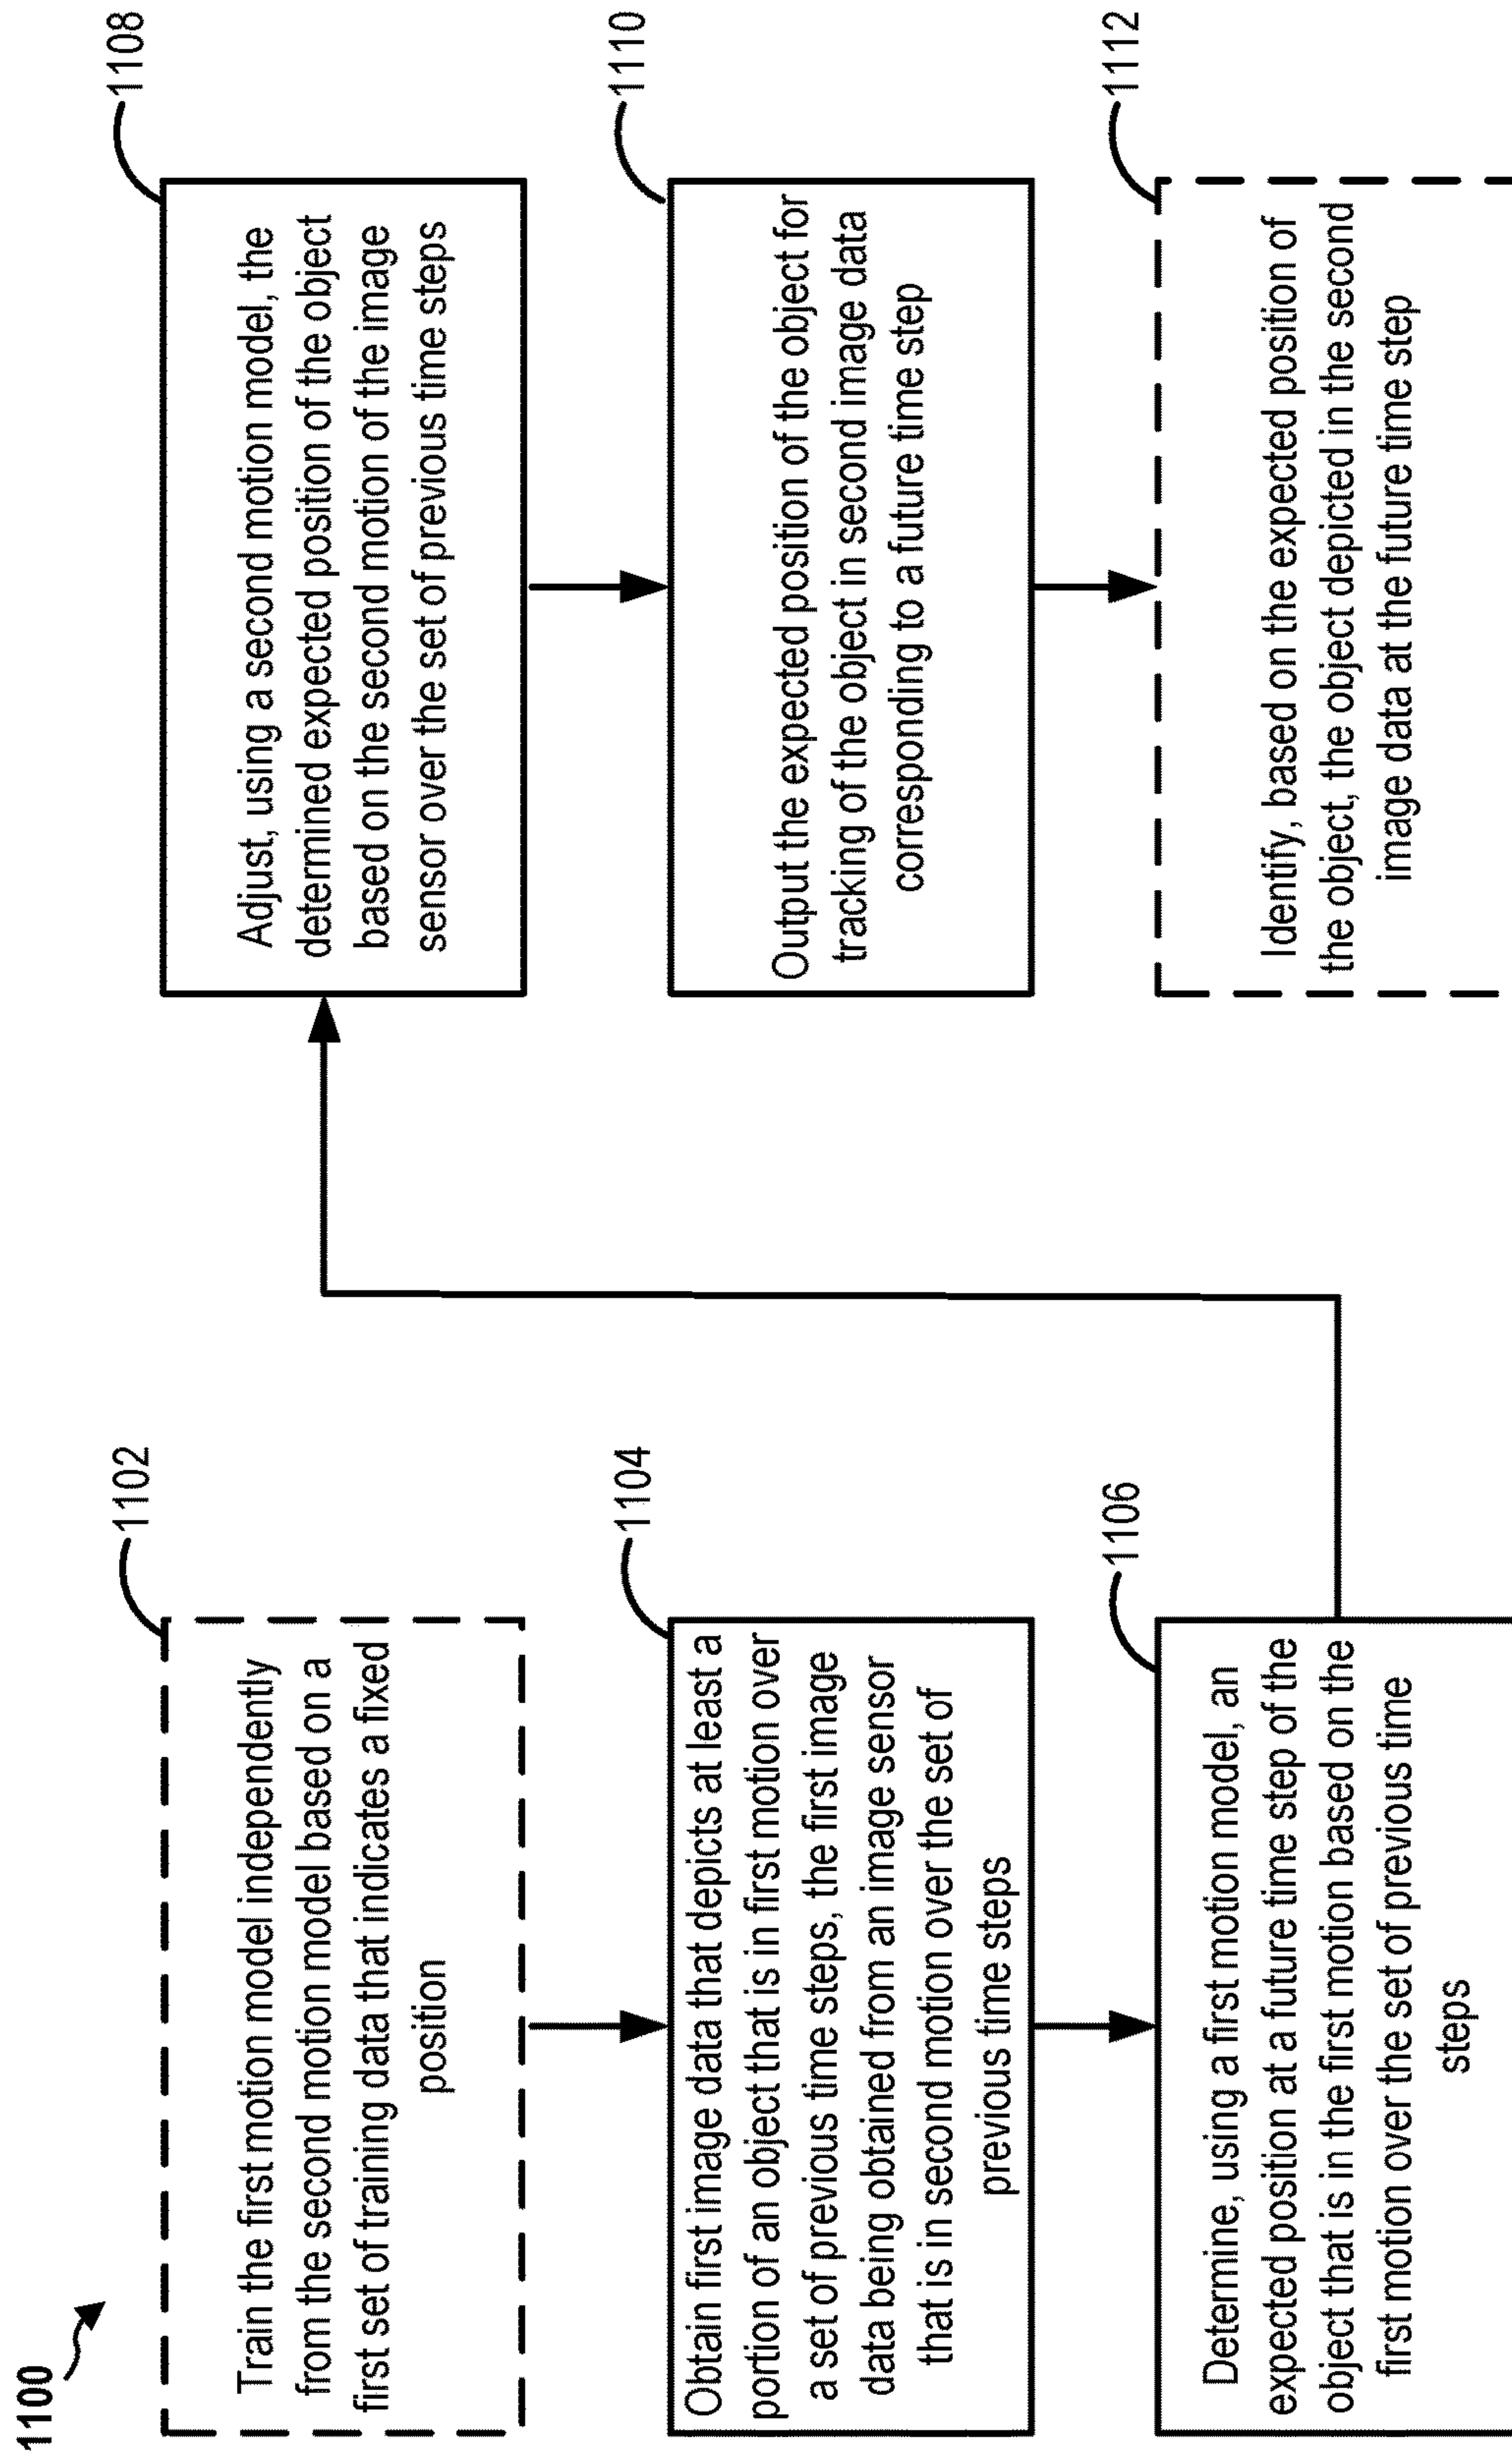 1100
1102
Train the first motion model independently
from the second motion model based on a
first set of training data that indicates a fixed
position
1104
Obtain first image data that depicts at least a
portion of an object that is in first motion over
a set of previous time steps, the first image
data being obtained from an image sensor
that is in second motion over the set of
previous time steps
1106
Determine, using a first motion model, an
expected position at a future time step of the
object that is in the first motion based on the
first motion over the set of previous time
steps
1108
Adjust, using a second motion model, the
determined expected position of the object
based on the second motion of the image
sensor over the set of previous time steps
1110
Output the expected position of the object for
tracking of the object in second image data
corresponding to a future time step
1112
Identify, based on the expected position of
the object, the object depicted in the second
image data at the future time step